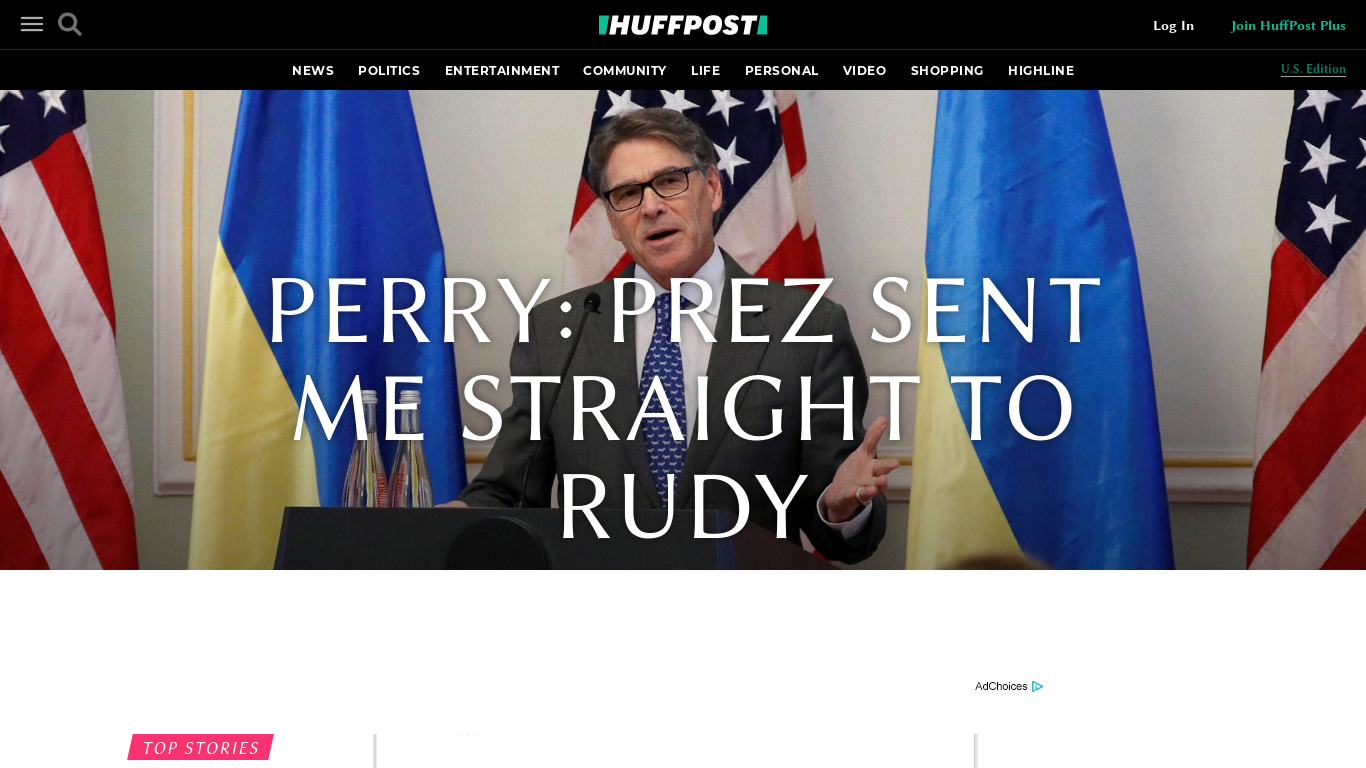 HUFFPOST
Log In
Join HuffPost Plus
NEWS POLITICS ENTERTAINMENT COMMUNITY LIFE PERSONAL VIDEO SHOPPING HIGHLINE
U.S. Edition
PERRY: PREZ SENT
ME STRAIGHT TO
RUDY
AdChoices
TOP STORIES